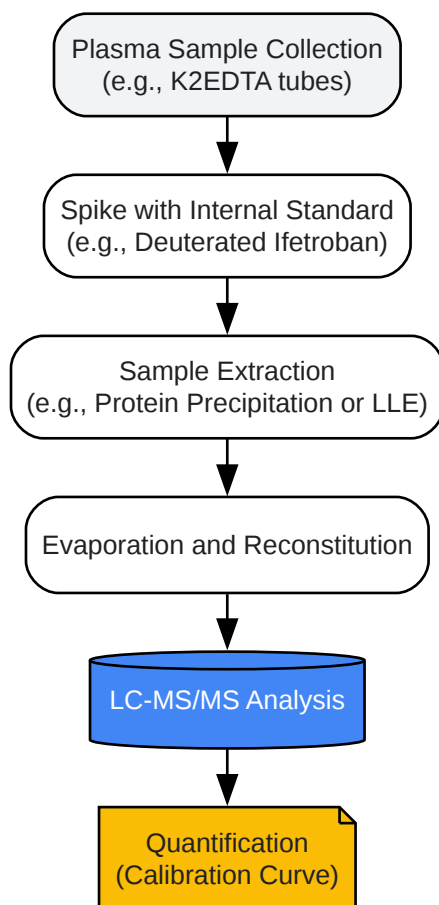 Plasma Sample Collection
(e.g., K2EDTA tubes)
Spike with Internal Standard
(e.g., Deuterated Ifetroban)
Sample Extraction
(e.g., Protein Precipitation or LLE)
Evaporation and Reconstitution
LC-MS/MS Analysis
Quantification
(Calibration Curve)